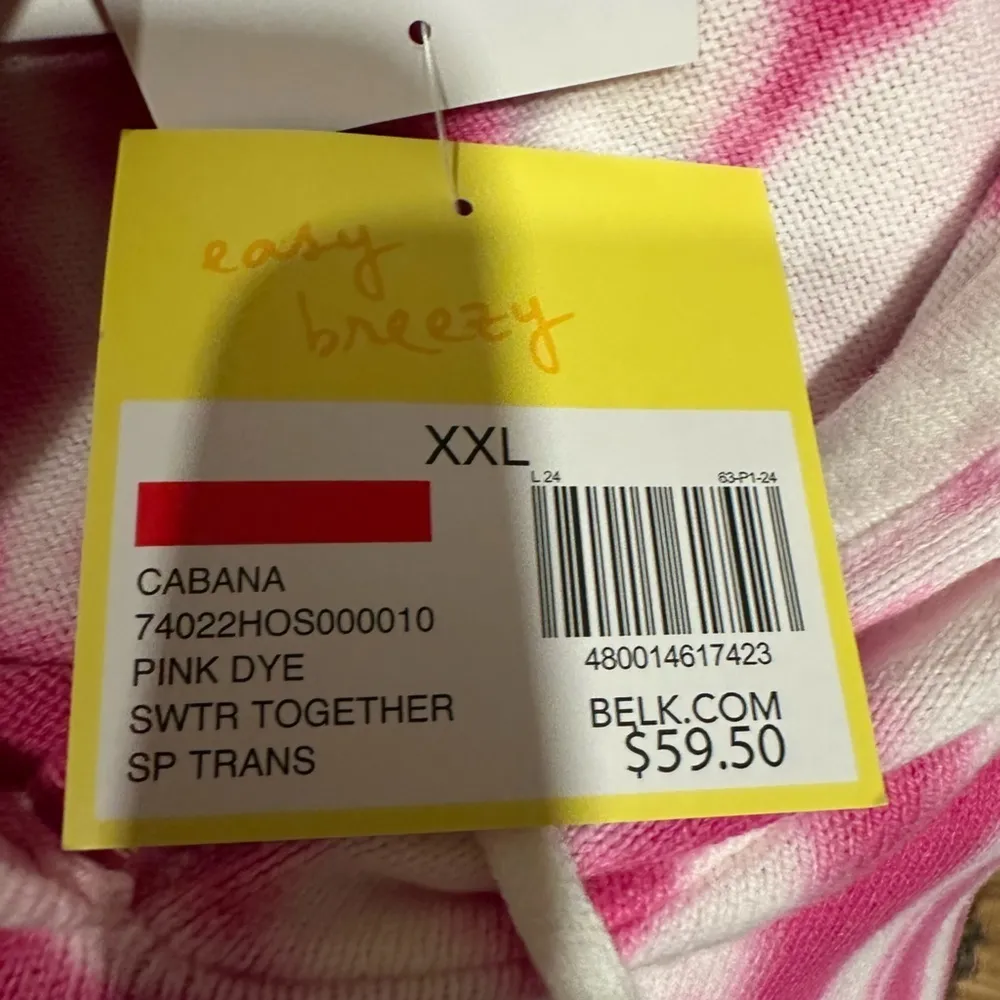 easy
breezy
XXL
L 24 63-P1-24
CABANA
74022HOS000010
PINK DYE
SWTR TOGETHER
SP TRANS
480014617423
BELK.COM
$59.50